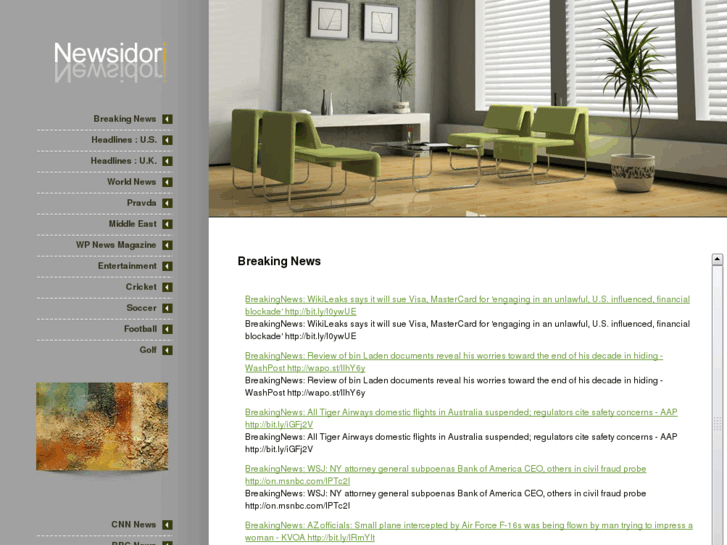 Newsidor
Breaking News
Headlines : U.S.
Headlines : U.K.
World News
Pravda
Middle East
WP News Magazine
Entertainment
Cricket
Soccer
Football
Golf
CNN News
BBC News
Breaking News
BreakingNews: WikiLeaks says it will sue Visa, MasterCard for 'engaging in an unlawful, U.S. influenced, financial
blockade' http://bit.ly/l0ywUE
BreakingNews: WikiLeaks says it will sue Visa, MasterCard for 'engaging in an unlawful, U.S. influenced, financial
blockade' http://bit.ly/l0ywUE
BreakingNews: Review of bin Laden documents reveal his worries toward the end of his decade in hiding -
WashPost http://wapo.st/lIhY6y
BreakingNews: Review of bin Laden documents reveal his worries toward the end of his decade in hiding -
WashPost http://wapo.st/lIhY6y
BreakingNews: All Tiger Airways domestic flights in Australia suspended; regulators cite safety concerns - AAP
http://bit.ly/iGFj2V
BreakingNews: All Tiger Airways domestic flights in Australia suspended; regulators cite safety concerns - AAP
http://bit.ly/iGFj2V
BreakingNews: WSJ: NY attorney general subpoenas Bank of America CEO, others in civil fraud probe
http://on.msnbc.com/lPTc2I
BreakingNews: WSJ: NY attorney general subpoenas Bank of America CEO, others in civil fraud probe
http://on.msnbc.com/lPTc2I
BreakingNews: AZ officials: Small plane intercepted by Air Force F-16s was being flown by man trying to impress a
woman - KVOA http://bit.ly/lRmYlt